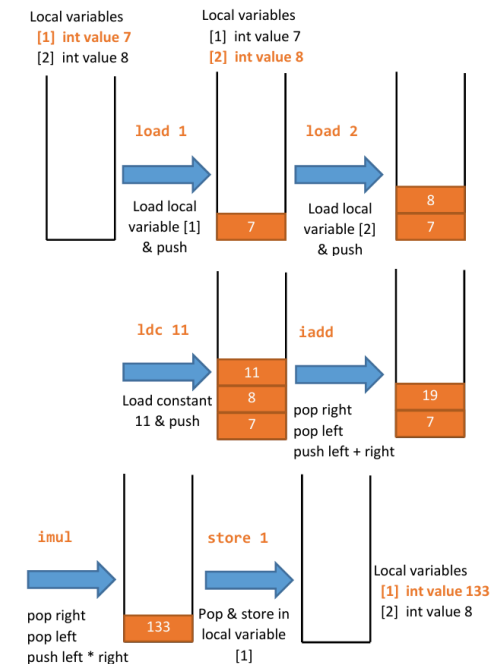 Local variables
[1] int value 7
[2] int value 8
Local variables
[1] int value 7
[2] int value 8
load 1
Load local
variable [1]
& push
7
load 2
Load local
variable [2]
& push
8
7
ldc 11
Load constant
11 & push
11
8
7
iadd
pop right
pop left
push left + right
19
7
imul
pop right
pop left
push left * right
133
store 1
Pop & store in
local variable
[1]
Local variables
[1] int value 133
[2] int value 8